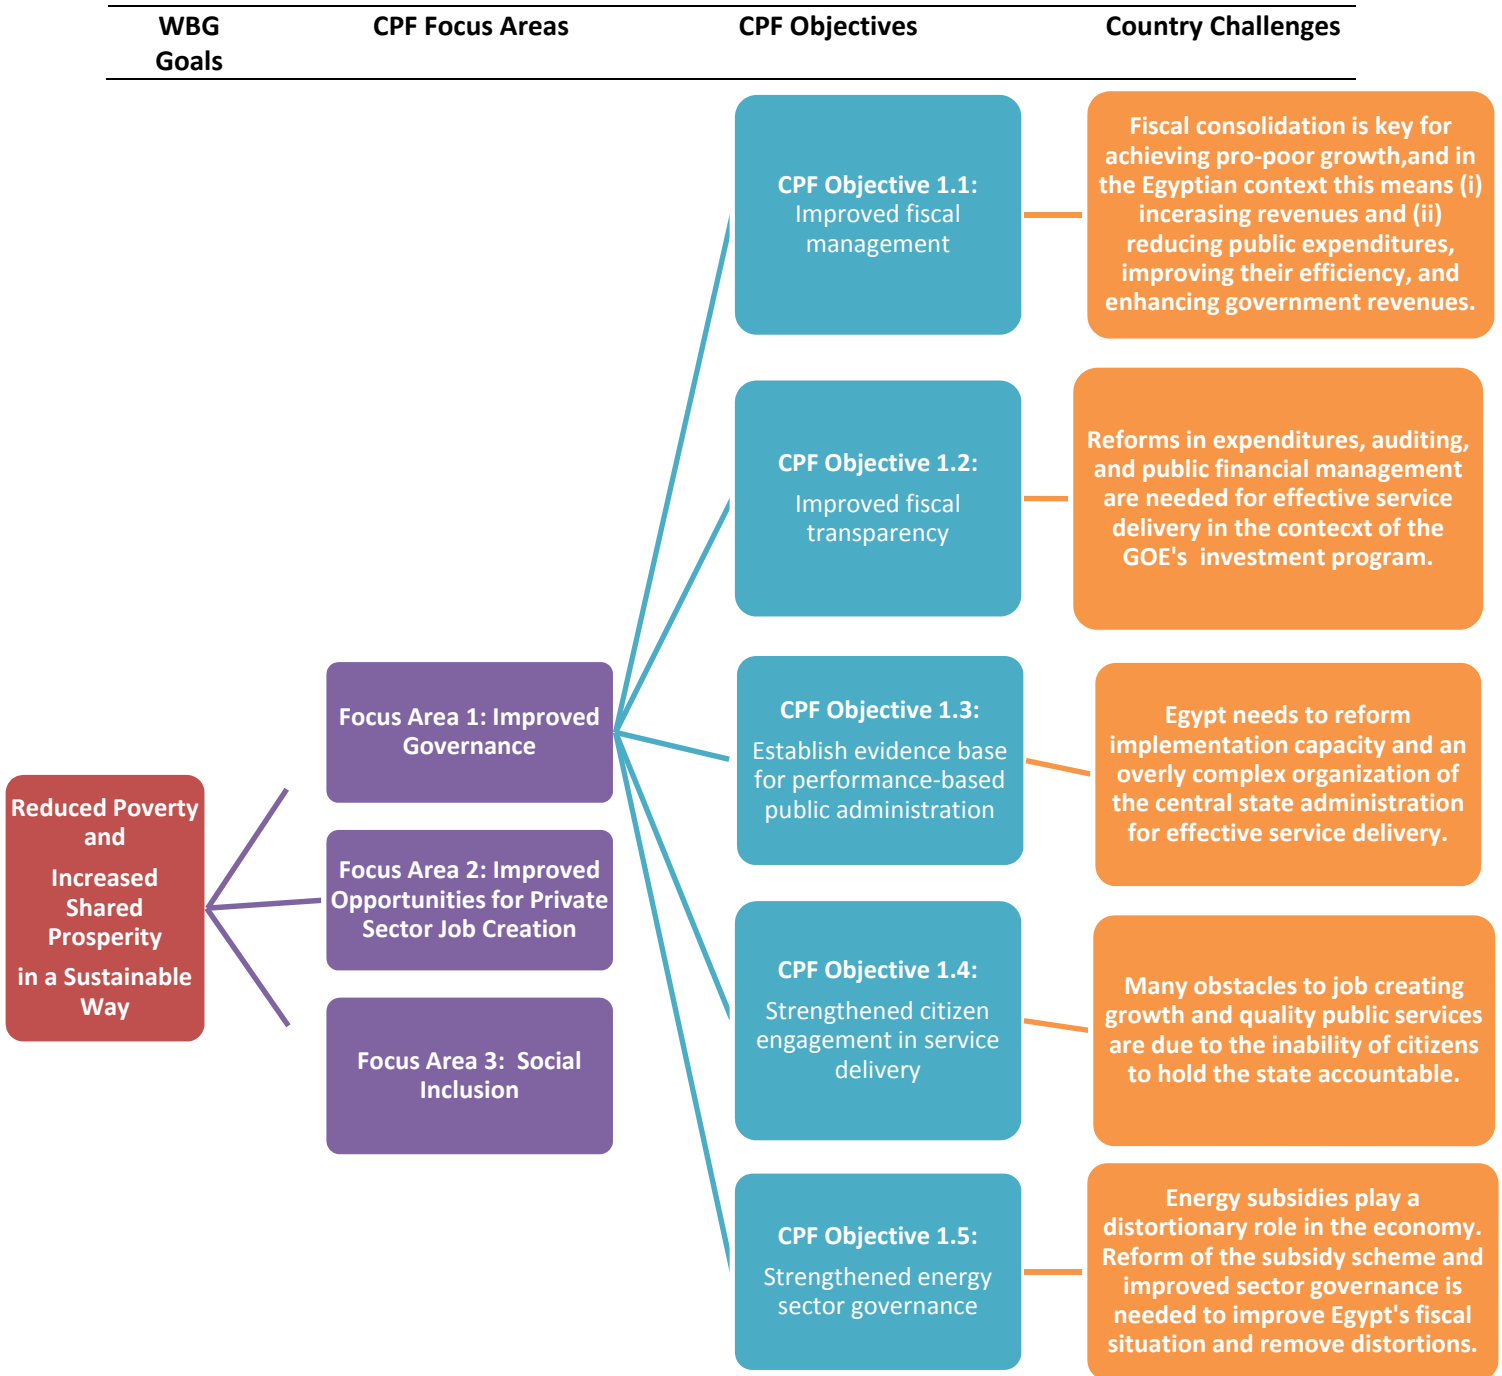 WBG
Goals
CPF Focus Areas
CPF Objectives
Country Challenges
Reduced Poverty
and
Increased
Shared
Prosperity
in a Sustainable
Way
Focus Area 1: Improved
Governance
Focus Area 2: Improved
Opportunities for Private
Sector Job Creation
Focus Area 3:  Social
Inclusion
CPF Objective 1.1:
Improved fiscal
management
Fiscal consolidation is key for
achieving pro-poor growth,and in
the Egyptian context this means (i)
incerasing revenues and (ii)
reducing public expenditures,
improving their efficiency, and
enhancing government revenues.
CPF Objective 1.2:
Improved fiscal
transparency
Reforms in expenditures, auditing,
and public financial management
are needed for effective service
delivery in the contecxt of the
GOE's  investment program.
CPF Objective 1.3:
Establish evidence base
for performance-based
public administration
Egypt needs to reform
implementation capacity and an
overly complex organization of
the central state administration
for effective service delivery.
CPF Objective 1.4:
Strengthened citizen
engagement in service
delivery
Many obstacles to job creating
growth and quality public services
are due to the inability of citizens
to hold the state accountable.
CPF Objective 1.5:
Strengthened energy
sector governance
Energy subsidies play a
distortionary role in the economy.
Reform of the subsidy scheme and
improved sector governance is
needed to improve Egypt's fiscal
situation and remove distortions.